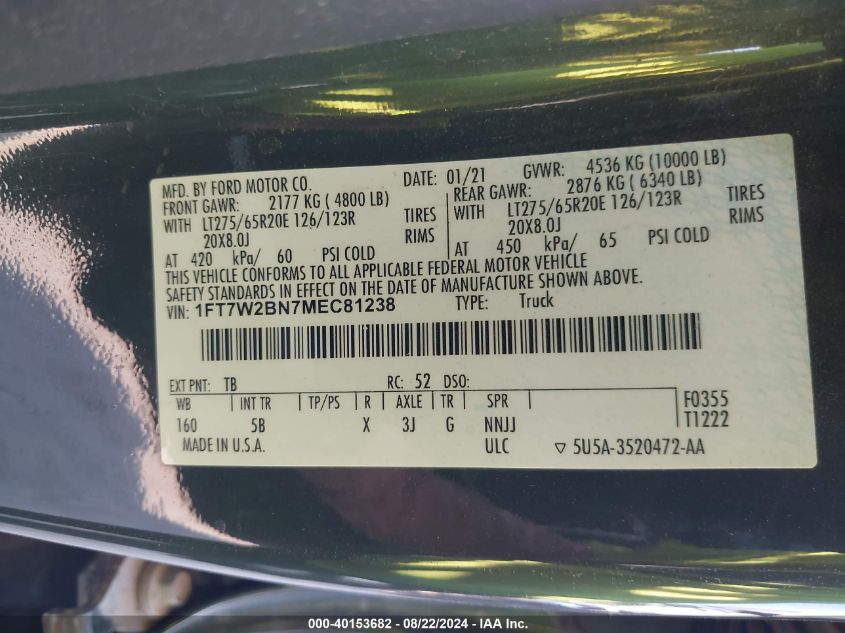 MFD. BY FORD MOTOR CO. DATE: 01/21 GVWR: 4536 KG (10000 LB)
FRONT GAWR: 2177 KG ( 4800 LB) REAR GAWR: 2876 KG ( 6340 LB)
WITH LT275/65R20E 126/123R TIRES WITH LT275/65R20E 126/123R TIRES
20X8.0J RIMS 20X8.0J RIMS
AT 420 kPa/ 60 PSI COLD AT 450 kPa/ 65 PSI COLD
THIS VEHICLE CONFORMS TO ALL APPLICABLE FEDERAL MOTOR VEHICLE
SAFETY STANDARDS IN EFFECT ON THE DATE OF MANUFACTURE SHOWN ABOVE.
VIN: 1FT7W2BN7MEC81238 TYPE: Truck
EXT PNT: TB RC: 52 DSO:
WB INT TR TP/PS R AXLE TR SPR F0355
160 5B X 3J G NNJJ T1222
MADE IN U.S.A. ULC ▽ 5U5A-3520472-AA
000-40153682 - 08/22/2024 - IAA Inc.